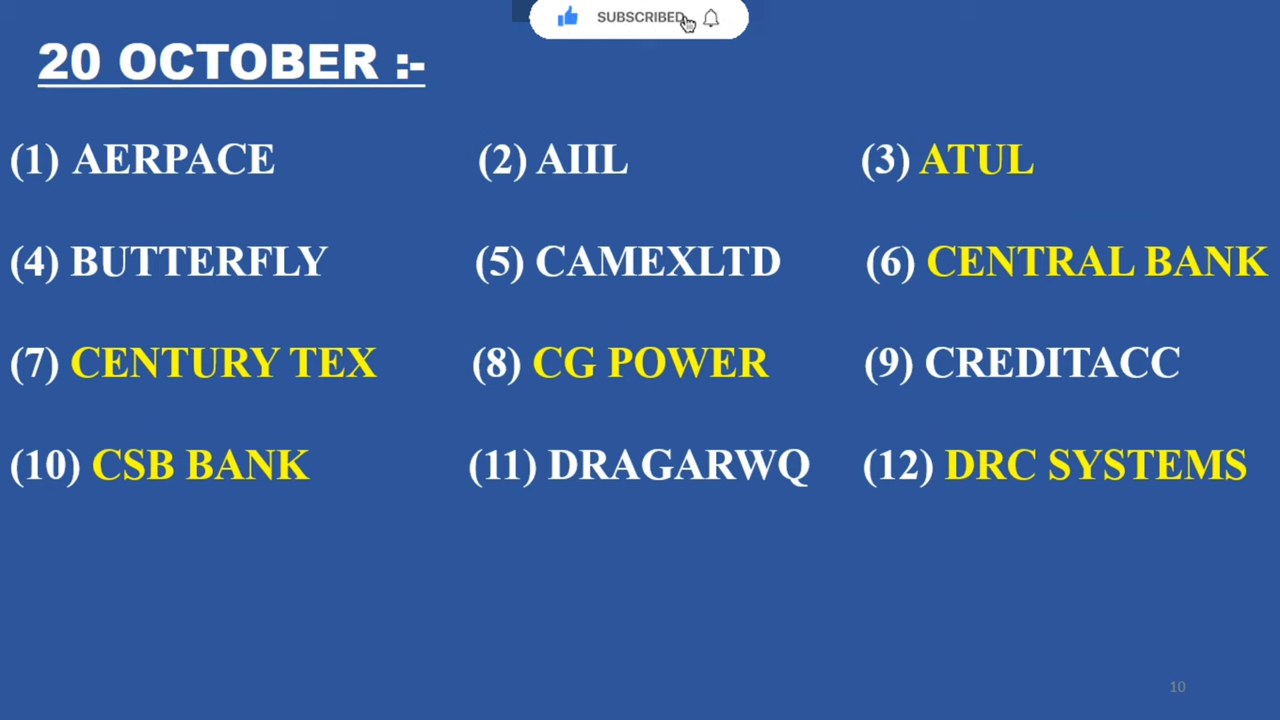 SUBSCRIBED
20 OCTOBER :-
(1) AERPACE (2) AIIL (3) ATUL
(4) BUTTERFLY (5) CAMEXLTD (6) CENTRAL BANK
(7) CENTURY TEX (8) CG POWER (9) CREDITACC
(10) CSB BANK (11) DRAGARWQ (12) DRC SYSTEMS
10